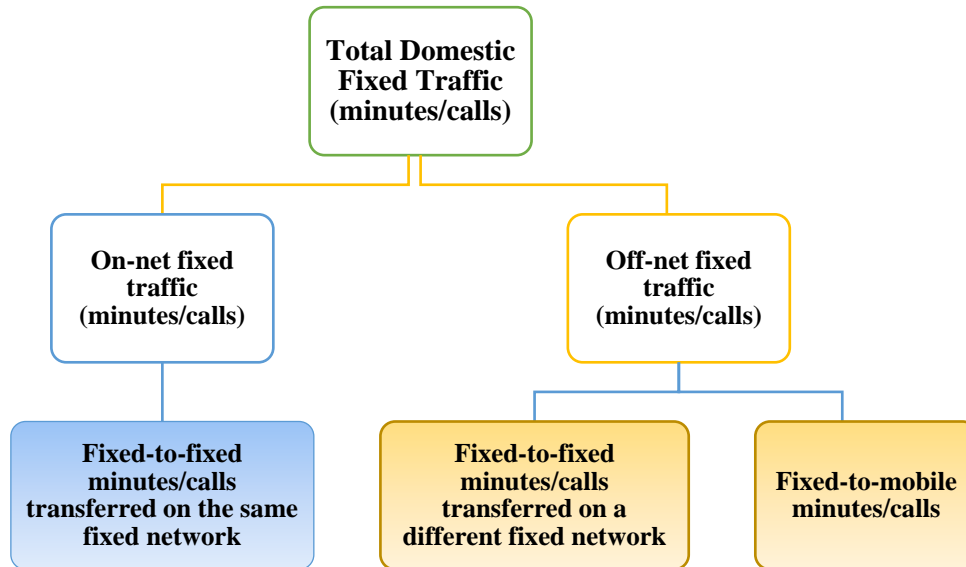 Total Domestic
Fixed Traffic
(minutes/calls)
On-net fixed
traffic
(minutes/calls)
Off-net fixed
traffic
(minutes/calls)
Fixed-to-fixed
minutes/calls
transferred on the same
fixed network
Fixed-to-fixed
minutes/calls
transferred on a
different fixed network
Fixed-to-mobile
minutes/calls